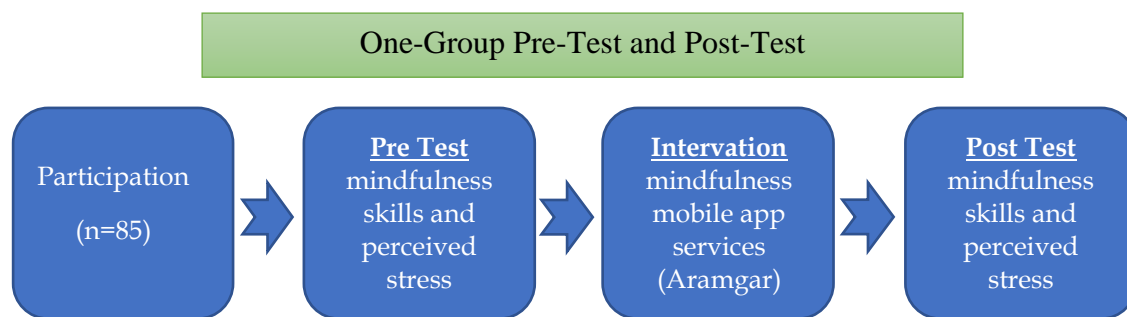 One-Group Pre-Test and Post-Test
Participation
(n=85)
Pre Test
mindfulness
skills and
perceived
stress
Intervation
mindfulness
mobile app
services
(Aramgar)
Post Test
mindfulness
skills and
perceived
stress